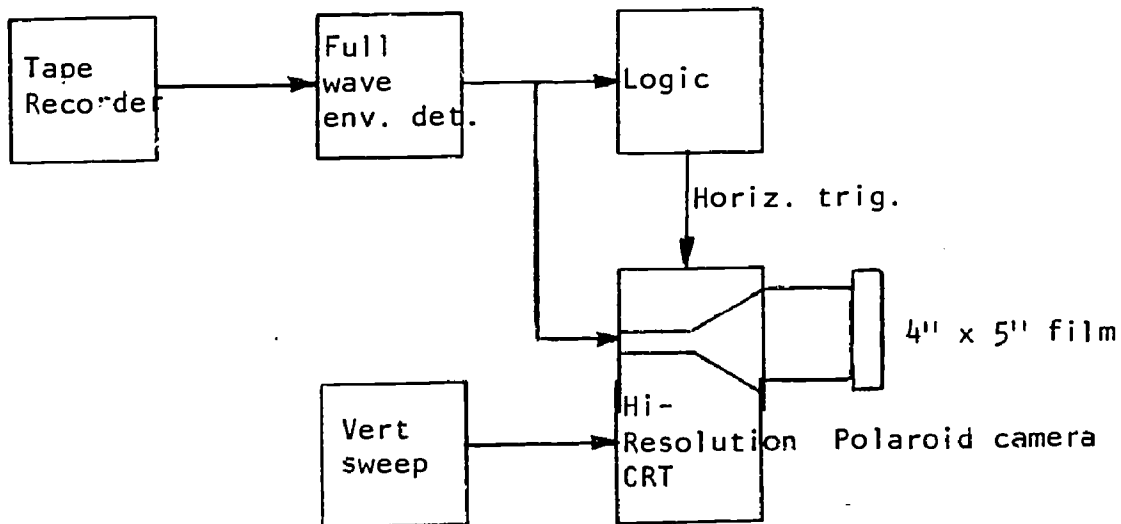 Tape
Recorder
Full
wave
env. det.
Logic
Horiz. trig.
4" x 5" film
Vert
sweep
Hi-
Resolution
CRT
Polaroid camera